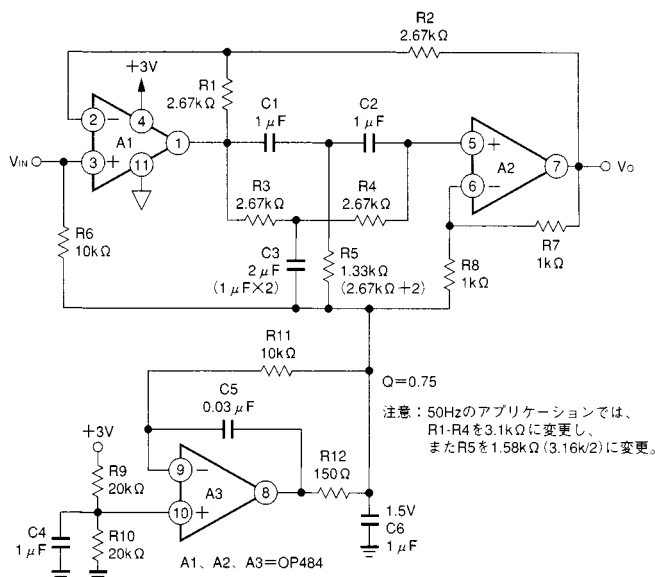 R2
2.67kΩ
+3V
R1
2.67kΩ
C1
1μF
C2
1μF
2
−
4
A1
1
11
3
+
VIN
5
+
A2
7
6
−
VO
R3
2.67kΩ
R4
2.67kΩ
R6
10kΩ
C3
2μF
(1μF×2)
R5
1.33kΩ
(2.67kΩ÷2)
R8
1kΩ
R7
1kΩ
R11
10kΩ
Q=0.75
C5
0.03μF
注意：50Hzのアプリケーションでは、
R1-R4を3.1kΩに変更し、
またR5を1.58kΩ(3.16k/2)に変更。
+3V
R9
20kΩ
9
−
A3
8
10
+
R12
150Ω
C4
1μF
R10
20kΩ
1.5V
C6
1μF
A1、A2、A3=OP484